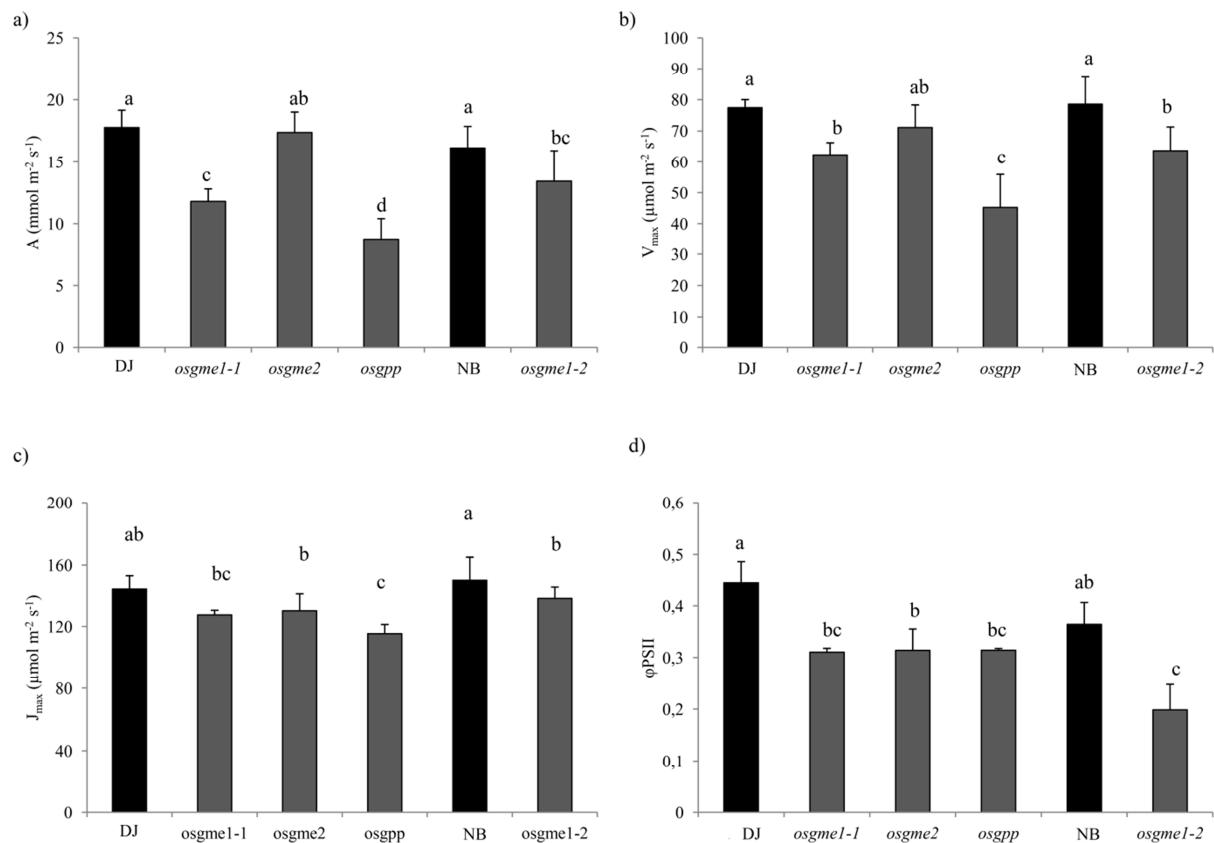 a)
A (mmol m⁻² s⁻¹)
25
20
15
10
5
0
a
c
ab
d
a
bc
DJ osgme1-1 osgme2 osgpp NB osgme1-2
b)
Vmax (µmol m⁻² s⁻¹)
100
90
80
70
60
50
40
30
20
10
0
a
b
ab
c
a
b
DJ osgme1-1 osgme2 osgpp NB osgme1-2
c)
Jmax (µmol m⁻² s⁻¹)
200
160
120
80
40
0
ab
bc
b
c
a
b
DJ osgme1-1 osgme2 osgpp NB osgme1-2
d)
φPSII
0,6
0,5
0,4
0,3
0,2
0,1
0
a
bc
b
bc
ab
c
DJ osgme1-1 osgme2 osgpp NB osgme1-2